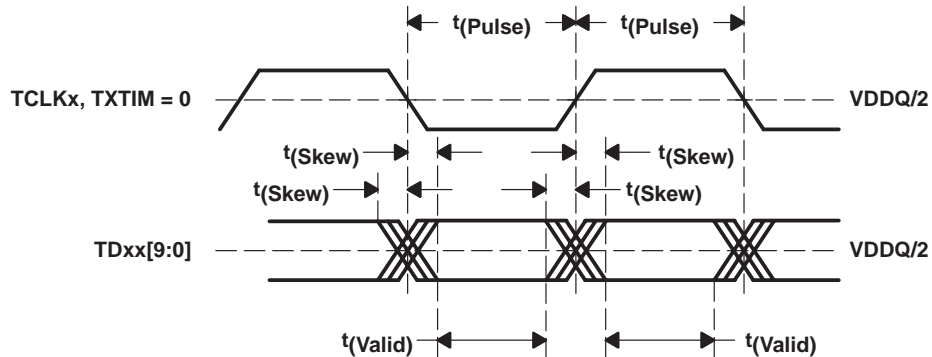 t(Pulse) t(Pulse)
TCLKx, TXTIM = 0 VDDQ/2
t(Skew) t(Skew)
t(Skew) t(Skew)
TDxx[9:0] VDDQ/2
t(Valid) t(Valid)